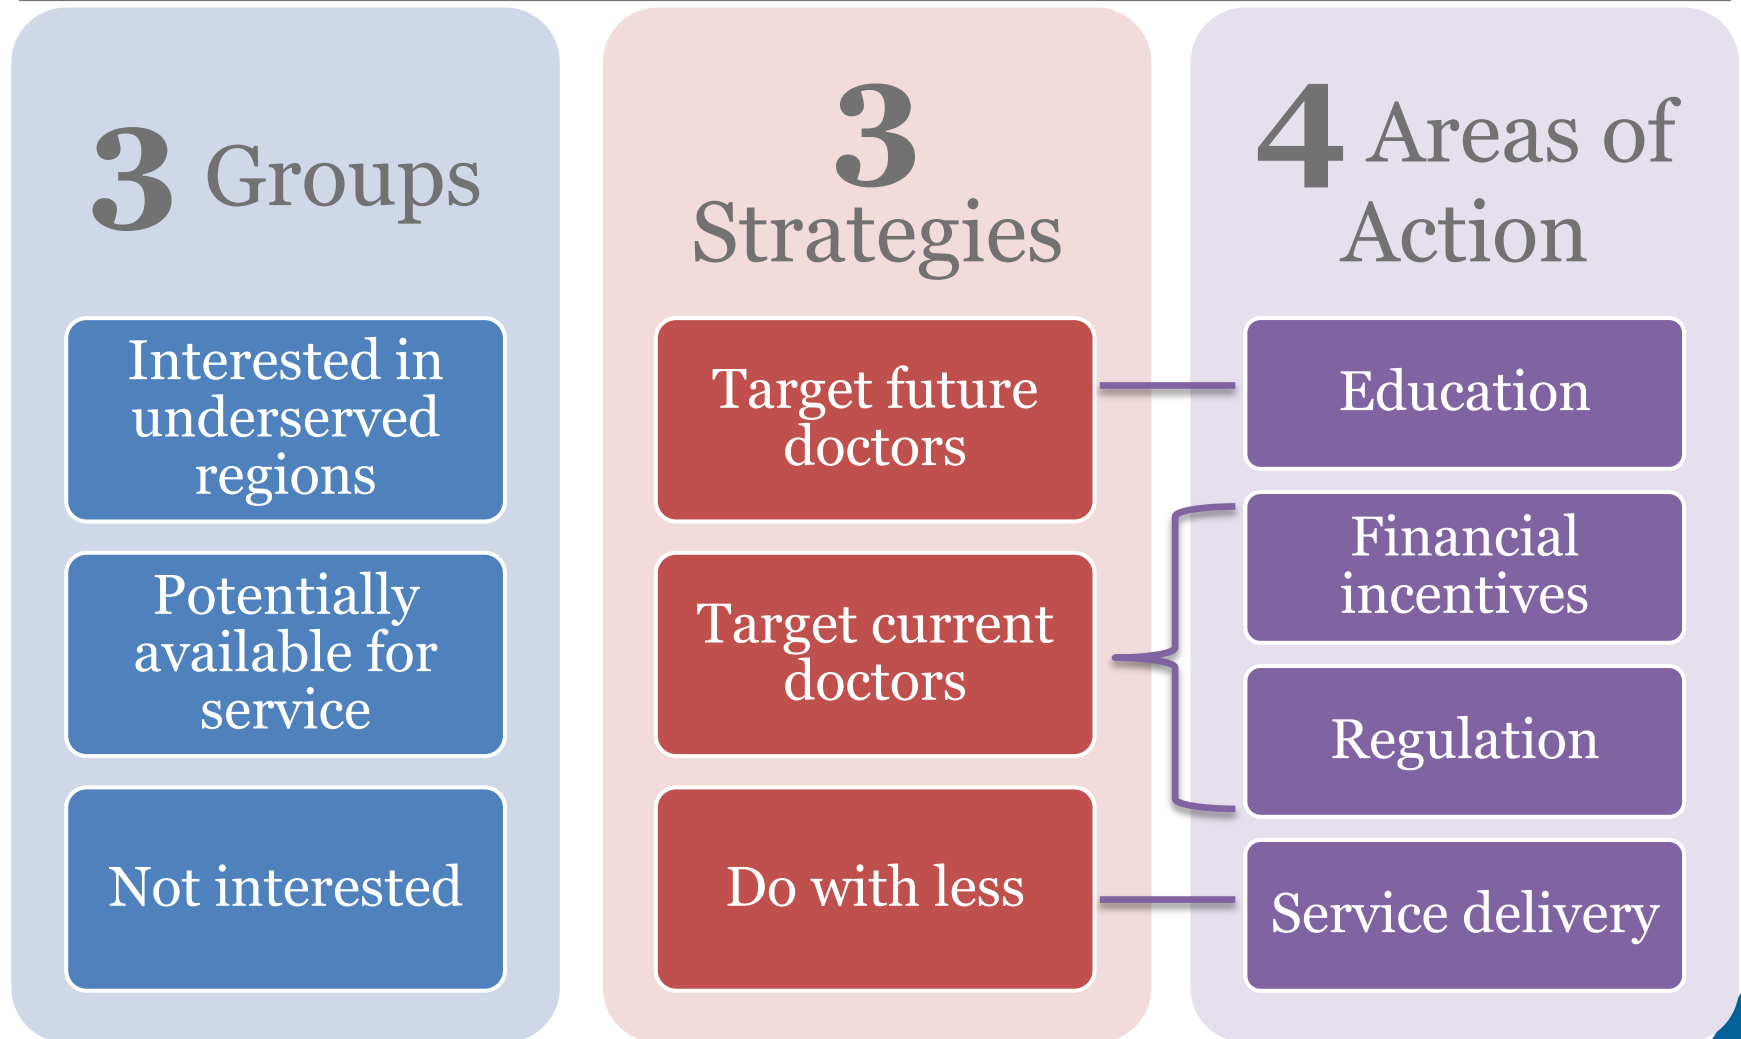 3 Groups
Interested in
underserved
regions
Potentially
available for
service
Not interested
3
Strategies
Target future
doctors
Target current
doctors
Do with less
4 Areas of
Action
Education
Financial
incentives
Regulation
Service delivery